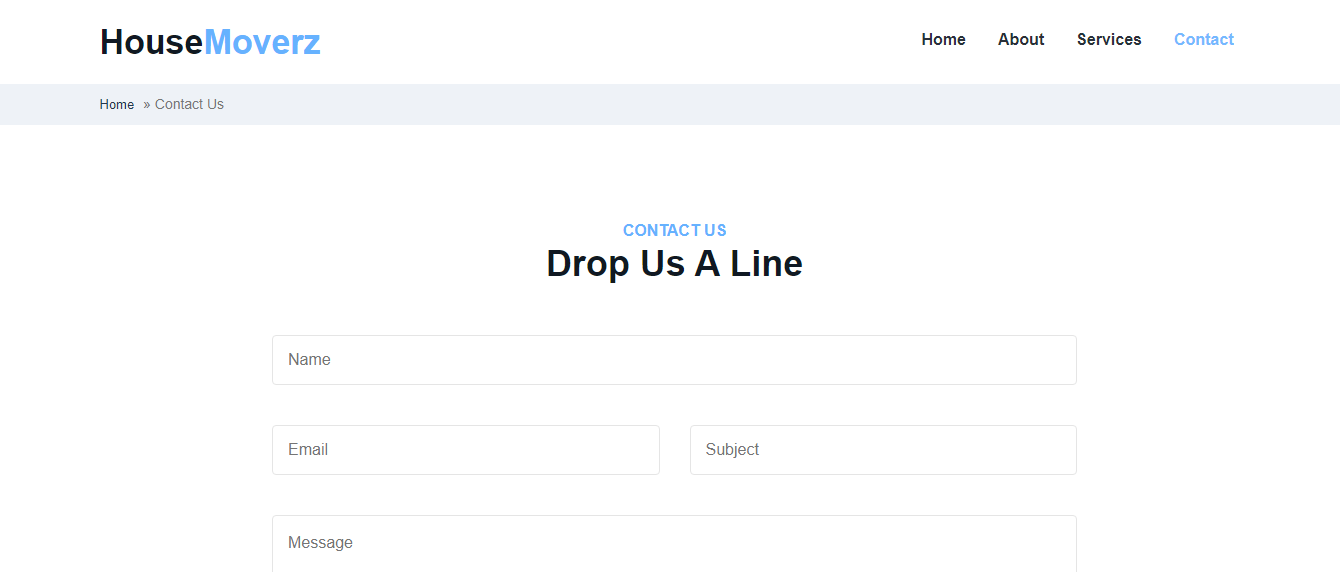 HouseMoverz
Home About Services Contact
Home » Contact Us
CONTACT US
Drop Us A Line
Name
Email Subject
Message